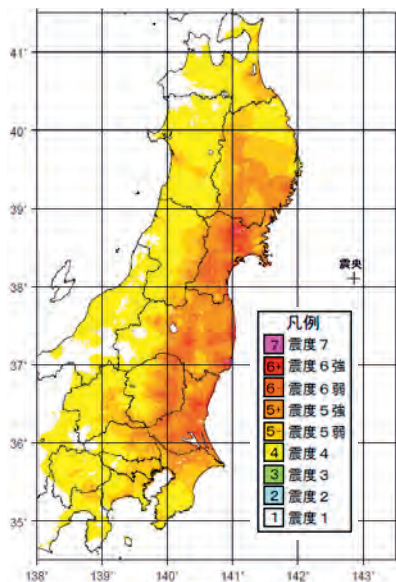 41°
40°
39°
38°
37°
36°
35°
138°
139°
140°
141°
142°
143°
震央
凡例
7 震度7
6+ 震度6強
6- 震度6弱
5+ 震度5強
5- 震度5弱
4 震度4
3 震度3
2 震度2
1 震度1